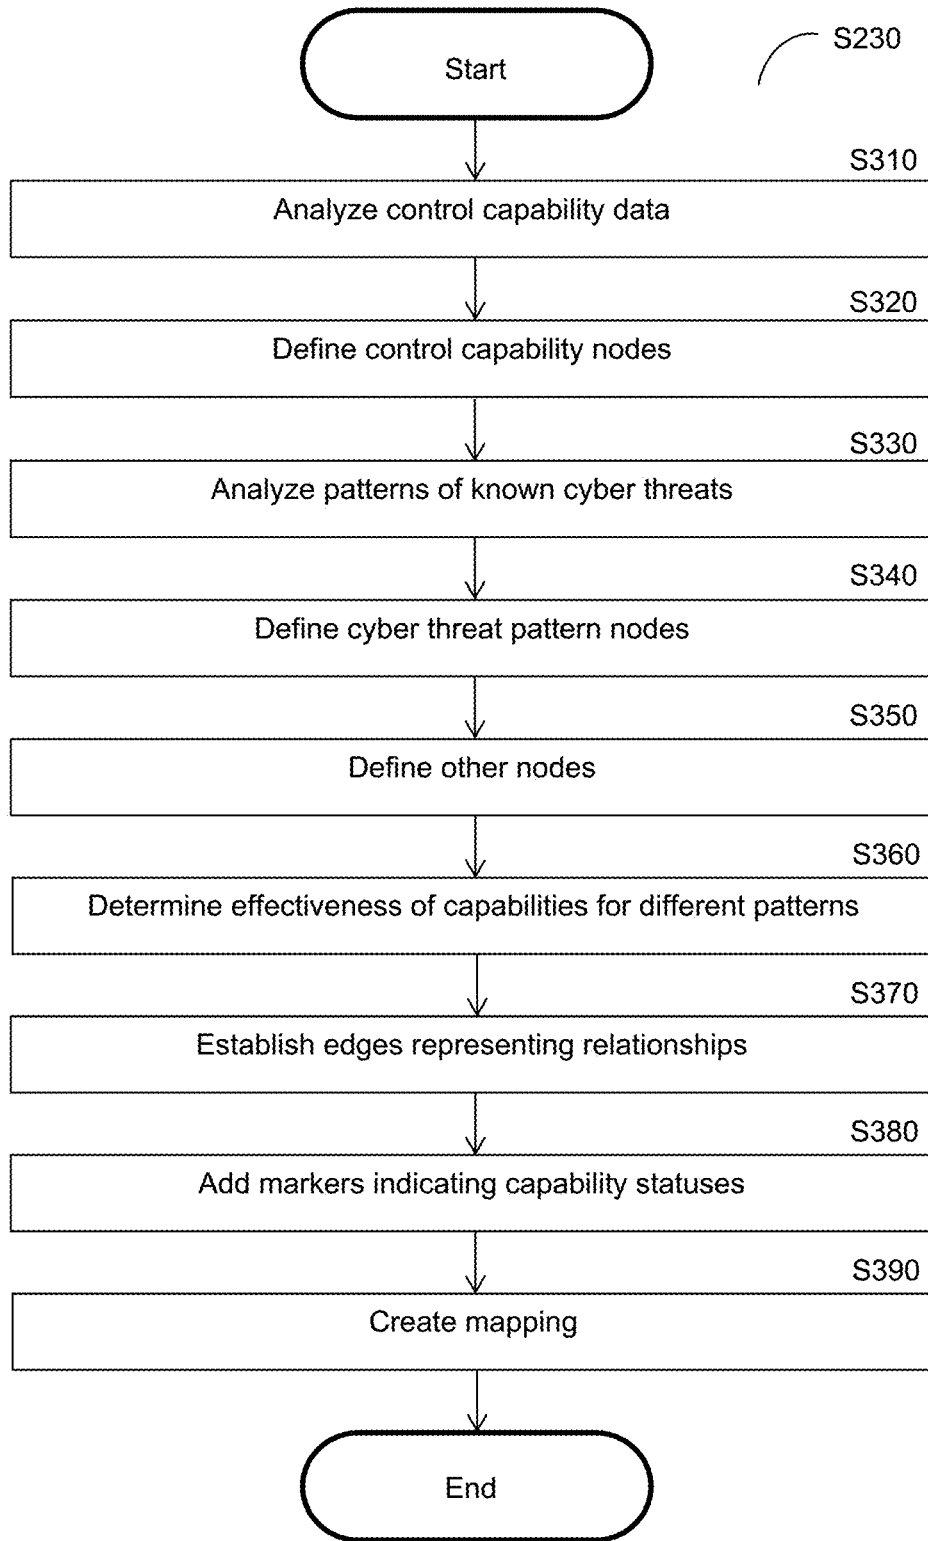 Start
S230
S310
Analyze control capability data
S320
Define control capability nodes
S330
Analyze patterns of known cyber threats
S340
Define cyber threat pattern nodes
S350
Define other nodes
S360
Determine effectiveness of capabilities for different patterns
S370
Establish edges representing relationships
S380
Add markers indicating capability statuses
S390
Create mapping
End